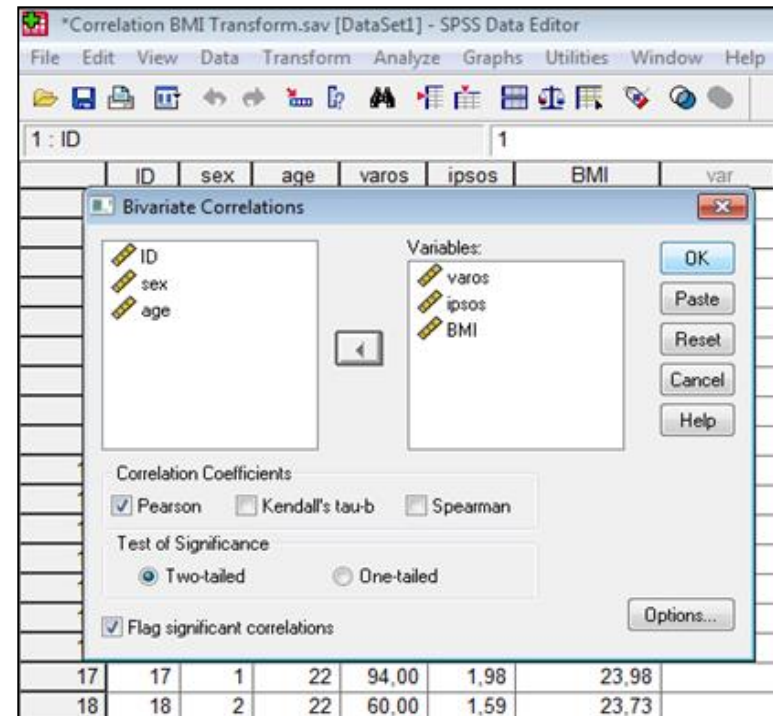 *Correlation BMI Transform.sav [DataSet1] - SPSS Data Editor
File Edit View Data Transform Analyze Graphs Utilities Window Help
1 : ID 1
ID sex age varos ipsos BMI var
Bivariate Correlations
ID
sex
age
Variables:
varos
ipsos
BMI
OK
Paste
Reset
Cancel
Help
Correlation Coefficients
Pearson Kendall's tau-b Spearman
Test of Significance
Two-tailed One-tailed
Flag significant correlations
Options...
17 17 1 22 94,00 1,98 23,98
18 18 2 22 60,00 1,59 23,73